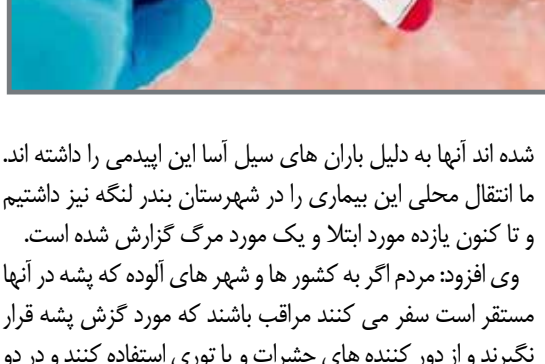 شده اند آنها به دلیل باران های سیل آسا این اپیدمی را داشته اند.
ما انتقال محلی این بیماری را در شهرستان بندر لنگه نیز داشتیم
و تا کنون یازده مورد ابتلا و یک مورد مرگ گزارش شده است.
وی افزود: مردم اگر به کشور ها و شهر های آلوده که پشه در آنها
مستقر است سفر می کنند مراقب باشند که مورد گزش پشه قرار
نگیرند و از دور کننده های حشرات و یا توری استفاده کنند و در دو